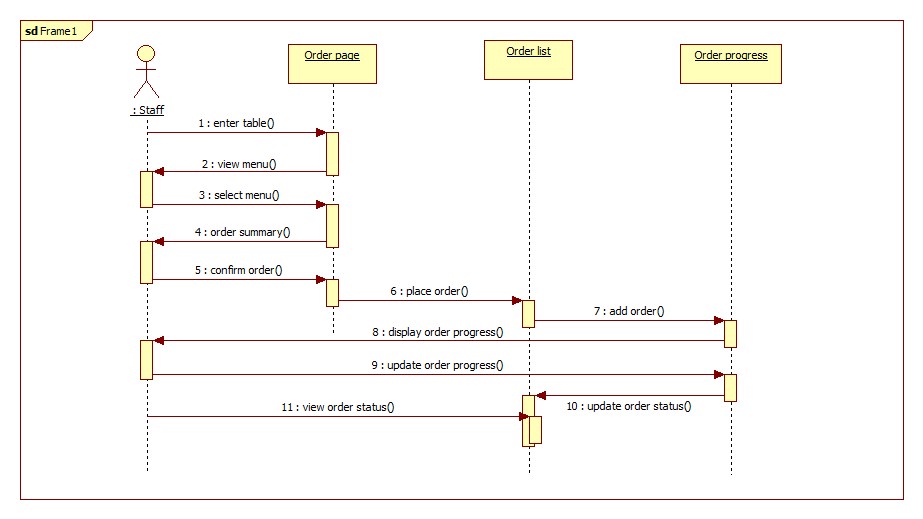 sd Frame1
Order page
Order list
Order progress
: Staff
1 : enter table()
2 : view menu()
3 : select menu()
4 : order summary()
5 : confirm order()
6 : place order()
7 : add order()
8 : display order progress()
9 : update order progress()
10 : update order status()
11 : view order status()